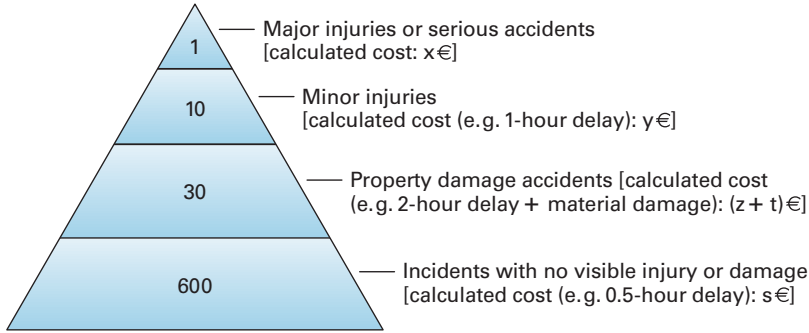 1
Major injuries or serious accidents
[calculated cost: x€]
10
Minor injuries
[calculated cost (e.g. 1-hour delay): y€]
30
Property damage accidents [calculated cost
(e.g. 2-hour delay + material damage): (z + t)€]
600
Incidents with no visible injury or damage
[calculated cost (e.g. 0.5-hour delay): s€]